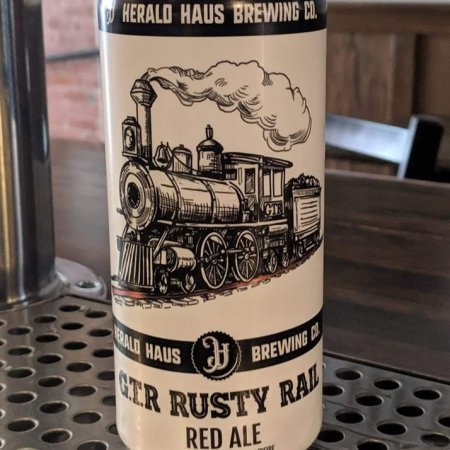 HERALD HAUS BREWING CO.
HERALD HAUS BREWING CO.
G.T.R RUSTY RAIL
RED ALE